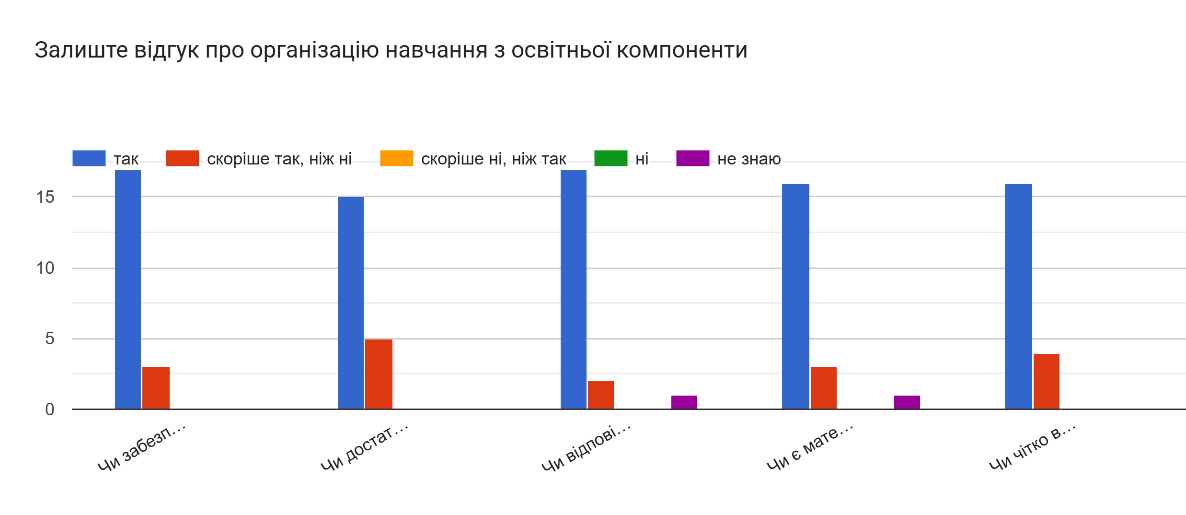 Залиште відгук про організацію навчання з освітньої компоненти
так скоріше так, ніж ні скоріше ні, ніж так ні не знаю
15
10
5
0
Чи забезп… Чи достат… Чи відпові… Чи є мате… Чи чітко в…